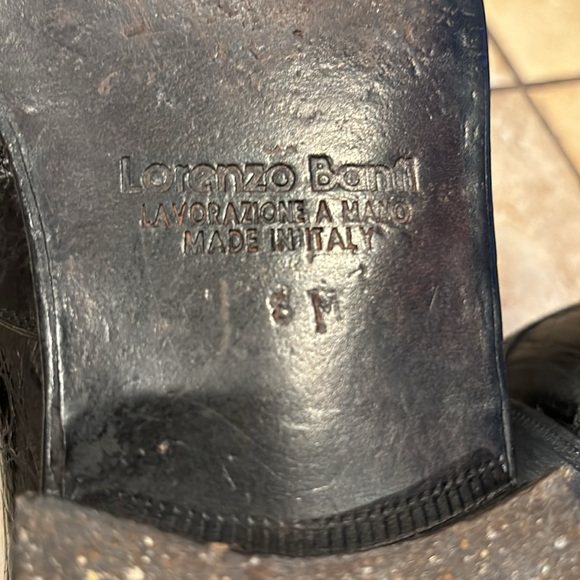 Lorenzo Banfi
LAVORAZIONE A MANO
MADE IN ITALY
8 M